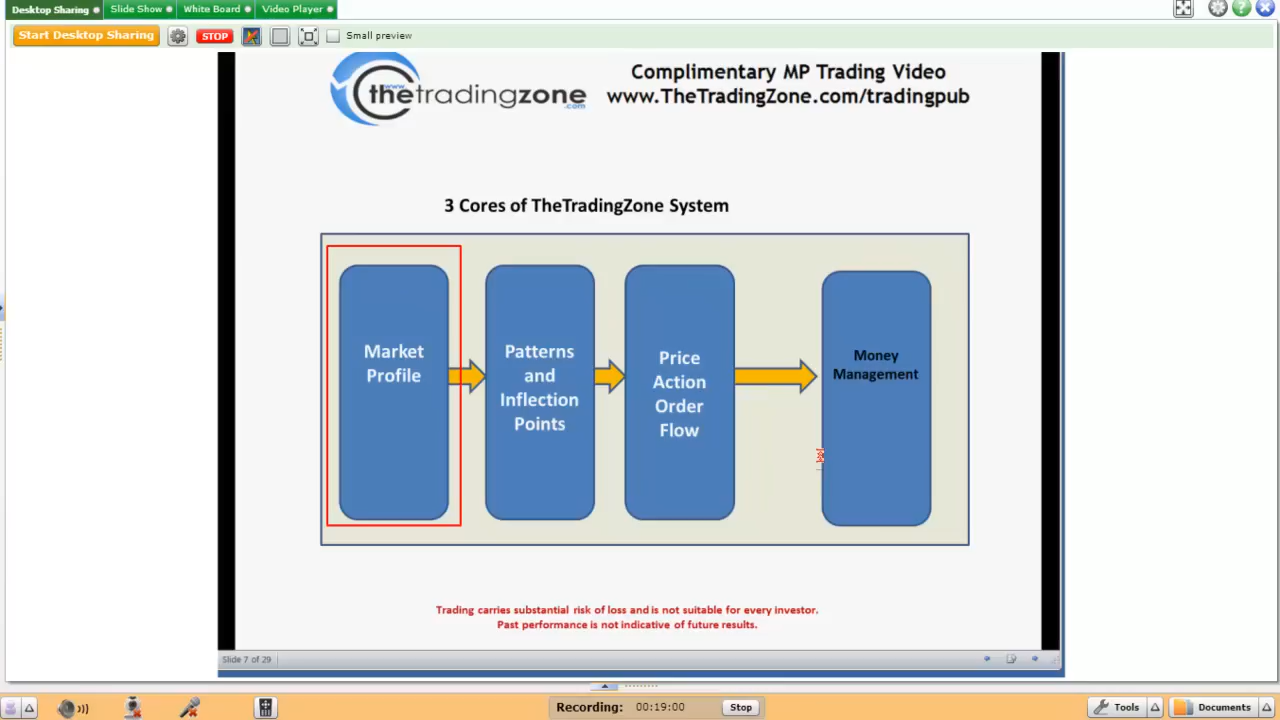 Desktop Sharing
Slide Show
White Board
Video Player
Start Desktop Sharing
STOP
Small preview
www.
thetradingzone
.com
Complimentary MP Trading Video
www.TheTradingZone.com/tradingpub
3 Cores of TheTradingZone System
Market
Profile
Patterns
and
Inflection
Points
Price
Action
Order
Flow
Money
Management
Trading carries substantial risk of loss and is not suitable for every investor.
Past performance is not indicative of future results.
Slide 7 of 29
Recording: 00:19:00
Stop
Tools
Documents